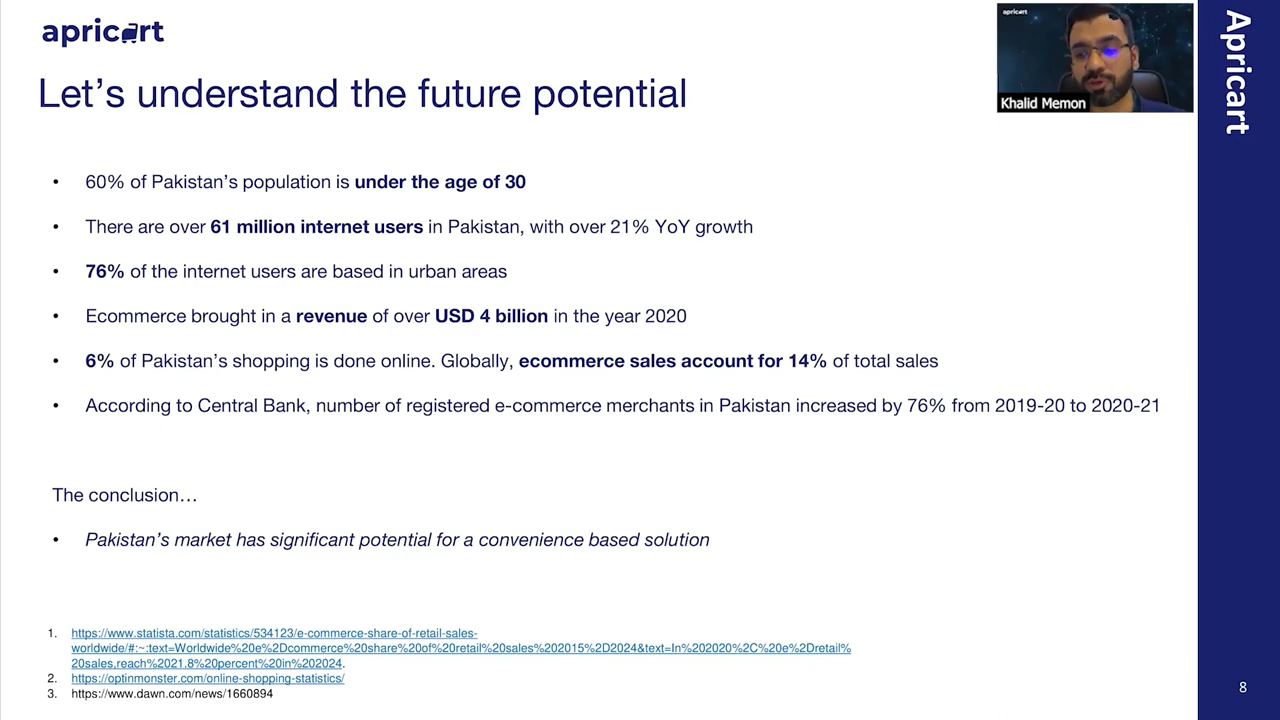 apricart
Let's understand the future potential
apricart
Khalid Memon
Apricart
• 60% of Pakistan's population is under the age of 30
• There are over 61 million internet users in Pakistan, with over 21% YoY growth
• 76% of the internet users are based in urban areas
• Ecommerce brought in a revenue of over USD 4 billion in the year 2020
• 6% of Pakistan's shopping is done online. Globally, ecommerce sales account for 14% of total sales
• According to Central Bank, number of registered e-commerce merchants in Pakistan increased by 76% from 2019-20 to 2020-21
The conclusion…
• Pakistan's market has significant potential for a convenience based solution
1. https://www.statista.com/statistics/534123/e-commerce-share-of-retail-sales-
worldwide/#:~:text=Worldwide%20e%2Dcommerce%20share%20of%20retail%20sales%202015%2D2024&text=In%202020%2C%20e%2Dretail%
20sales,reach%2021.8%20percent%20in%202024.
2. https://optinmonster.com/online-shopping-statistics/
3. https://www.dawn.com/news/1660894
8